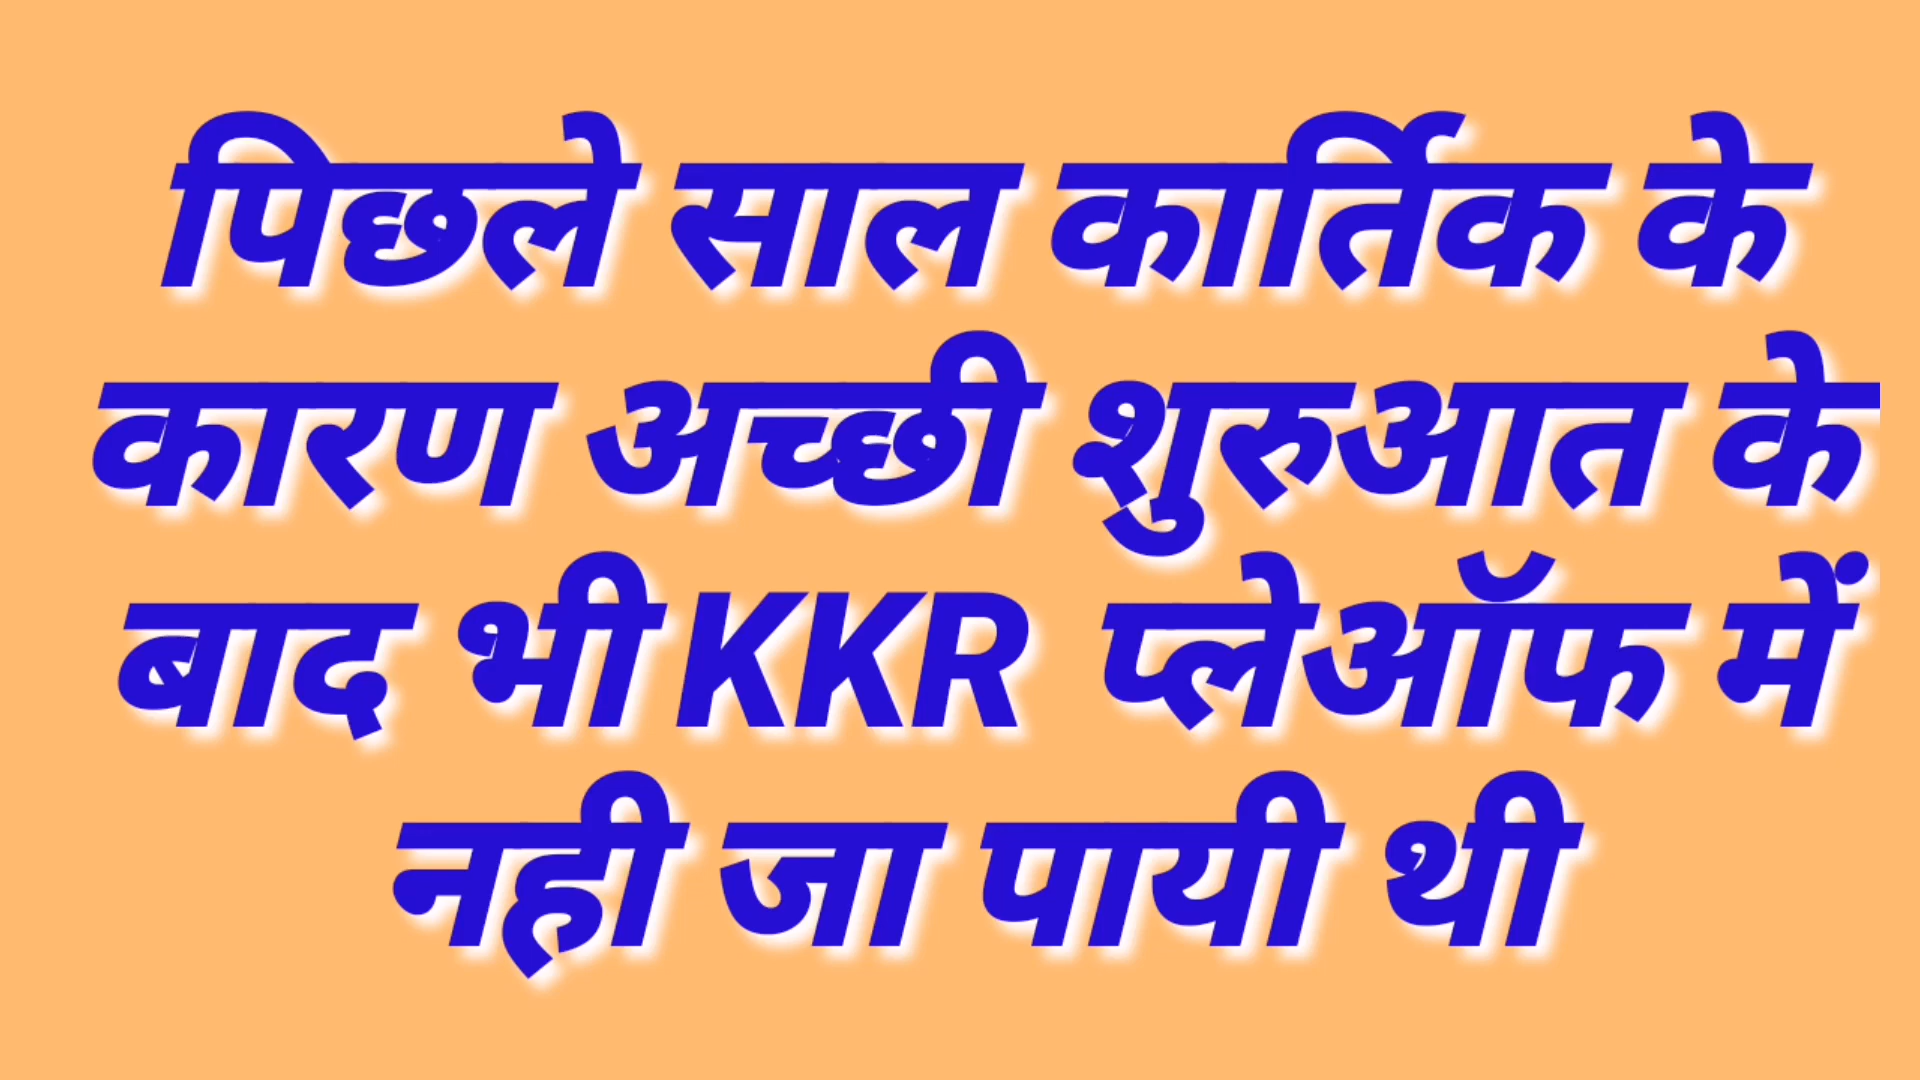 पिछले साल कार्तिक के
कारण अच्छी शुरुआत के
बाद भी KKR प्लेऑफ में
नही जा पायी थी